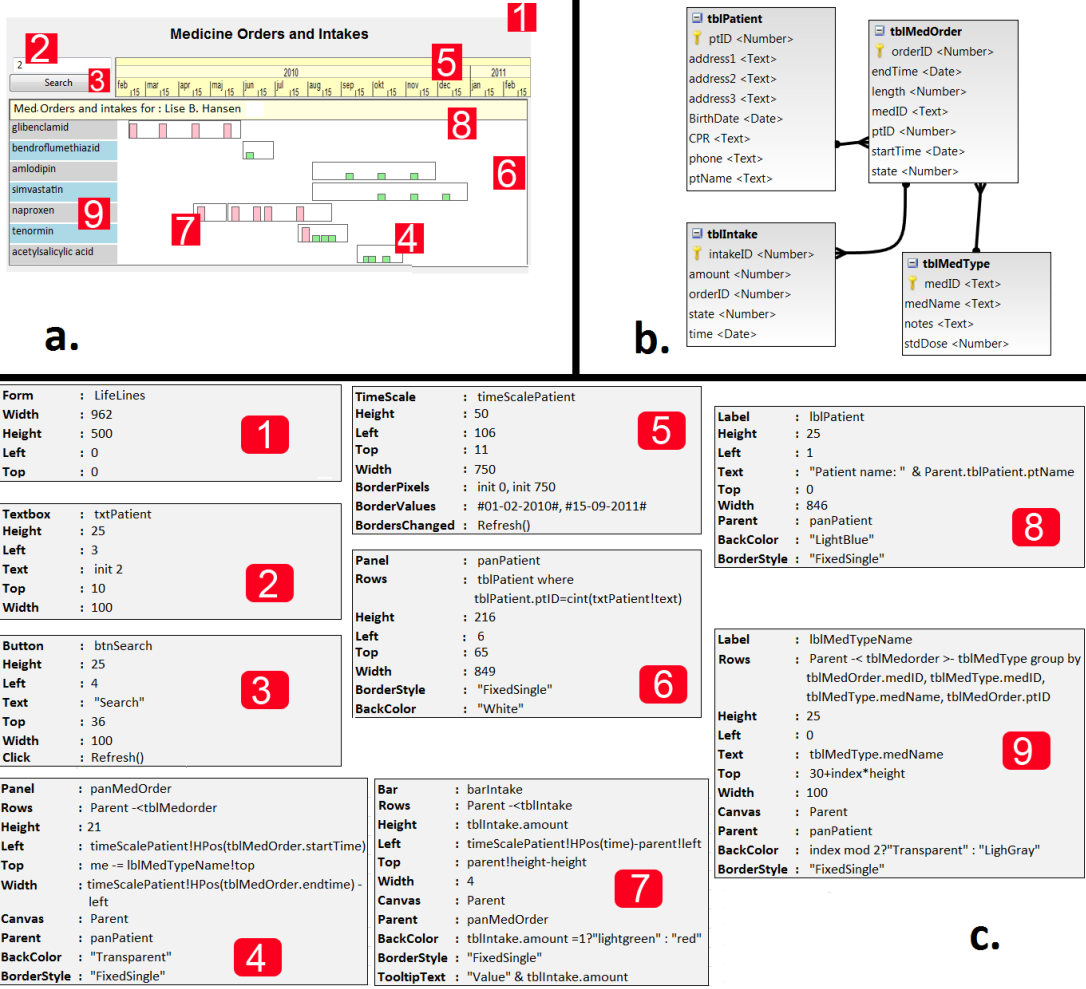 1
Medicine Orders and Intakes
2
2
Search
3
5
2010
2011
feb |15 |mar |15 |apr |15 |maj |15 |jun |15 |jul |15 |aug |15 |sep |15 |okt |15 |nov |15 |dec |15 |jan |15 |feb |15
Med.Orders and intakes for : Lise B. Hansen
8
glibenclamid
bendroflumethiazid
amlodipin
6
simvastatin
naproxen
9
7
tenormin
4
acetylsalicylic acid
a.
tblPatient
ptID <Number>
address1 <Text>
address2 <Text>
address3 <Text>
BirthDate <Date>
CPR <Text>
phone <Text>
ptName <Text>
tblMedOrder
orderID <Number>
endTime <Date>
length <Number>
medID <Text>
ptID <Number>
startTime <Date>
state <Number>
tblIntake
intakeID <Number>
amount <Number>
orderID <Number>
state <Number>
time <Date>
tblMedType
medID <Text>
medName <Text>
notes <Text>
stdDose <Number>
b.
Form : LifeLines
Width : 962
Height : 500
Left : 0
Top : 0
1
Textbox : txtPatient
Height : 25
Left : 3
Text : init 2
Top : 10
Width : 100
2
Button : btnSearch
Height : 25
Left : 4
Text : "Search"
Top : 36
Width : 100
Click : Refresh()
3
Panel : panMedOrder
Rows : Parent -<tblMedorder
Height : 21
Left : timeScalePatient!HPos(tblMedOrder.startTime)
Top : me -= lblMedTypeName!top
Width : timeScalePatient!HPos(tblMedOrder.endtime) -
left
Canvas : Parent
Parent : panPatient
BackColor : "Transparent"
BorderStyle : "FixedSingle"
4
TimeScale : timeScalePatient
Height : 50
Left : 106
Top : 11
Width : 750
BorderPixels : init 0, init 750
BorderValues : #01-02-2010#, #15-09-2011#
BordersChanged : Refresh()
5
Panel : panPatient
Rows : tblPatient where
tblPatient.ptID=cint(txtPatient!text)
Height : 216
Left : 6
Top : 65
Width : 849
BorderStyle : "FixedSingle"
BackColor : "White"
6
Bar : barIntake
Rows : Parent -<tblIntake
Height : tblIntake.amount
Left : timeScalePatient!HPos(time)-parent!left
Top : parent!height-height
Width : 4
Canvas : Parent
Parent : panMedOrder
BackColor : tblIntake.amount =1?"lightgreen" : "red"
BorderStyle : "FixedSingle"
TooltipText : "Value" & tblIntake.amount
7
Label : lblPatient
Height : 25
Left : 1
Text : "Patient name: " & Parent.tblPatient.ptName
Top : 0
Width : 846
Parent : panPatient
BackColor : "LightBlue"
BorderStyle : "FixedSingle"
8
Label : lblMedTypeName
Rows : Parent -< tblMedorder >- tblMedType group by
tblMedOrder.medID, tblMedType.medID,
tblMedType.medName, tblMedOrder.ptID
Height : 25
Left : 0
Text : tblMedType.medName
Top : 30+index*height
Width : 100
Canvas : Parent
Parent : panPatient
BackColor : index mod 2?"Transparent" : "LighGray"
BorderStyle : "FixedSingle"
9
c.